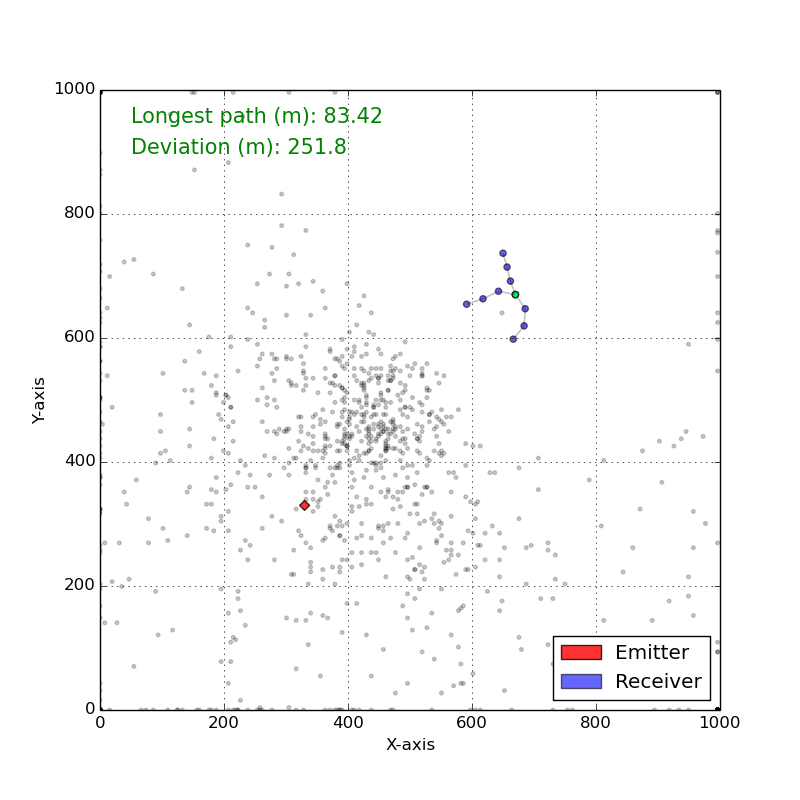 Longest path (m): 83.42
Deviation (m): 251.8
1000
800
600
400
200
0
Y-axis
0 200 400 600 800 1000
X-axis
Emitter
Receiver